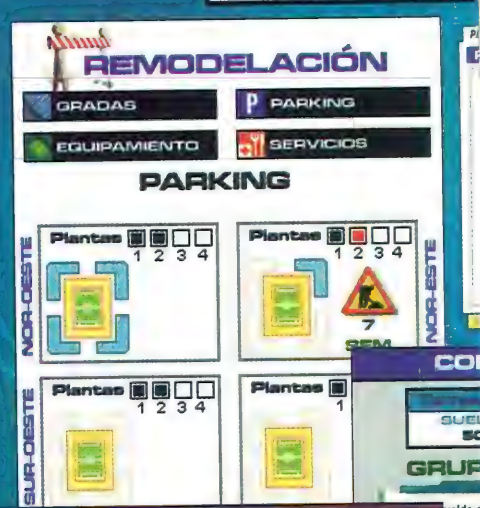 REMODELACIÓN
GRADAS
P PARKING
EQUIPAMIENTO
SERVICIOS
PARKING
NOR-OESTE
Plantas
1 2 3 4
Plantas
1 2 3 4
7
SEM
NOR-ESTE
SUR-OESTE
Plantas
1 2 3 4
Plantas
1